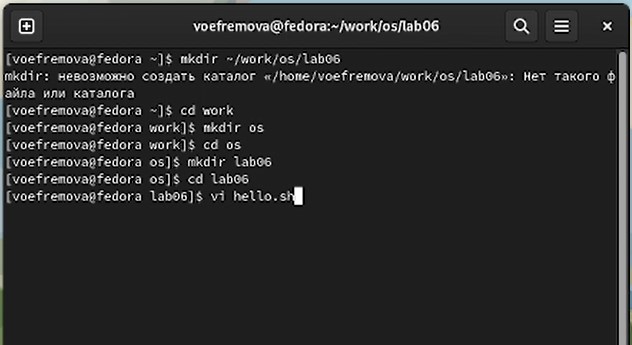 voefremova@fedora:~/work/os/lab06
[voefremova@fedora ~]$ mkdir ~/work/os/lab06
mkdir: невозможно создать каталог «/home/voefremova/work/os/lab06»: Нет такого ф
айла или каталога
[voefremova@fedora ~]$ cd work
[voefremova@fedora work]$ mkdir os
[voefremova@fedora work]$ cd os
[voefremova@fedora os]$ mkdir lab06
[voefremova@fedora os]$ cd lab06
[voefremova@fedora lab06]$ vi hello.sh